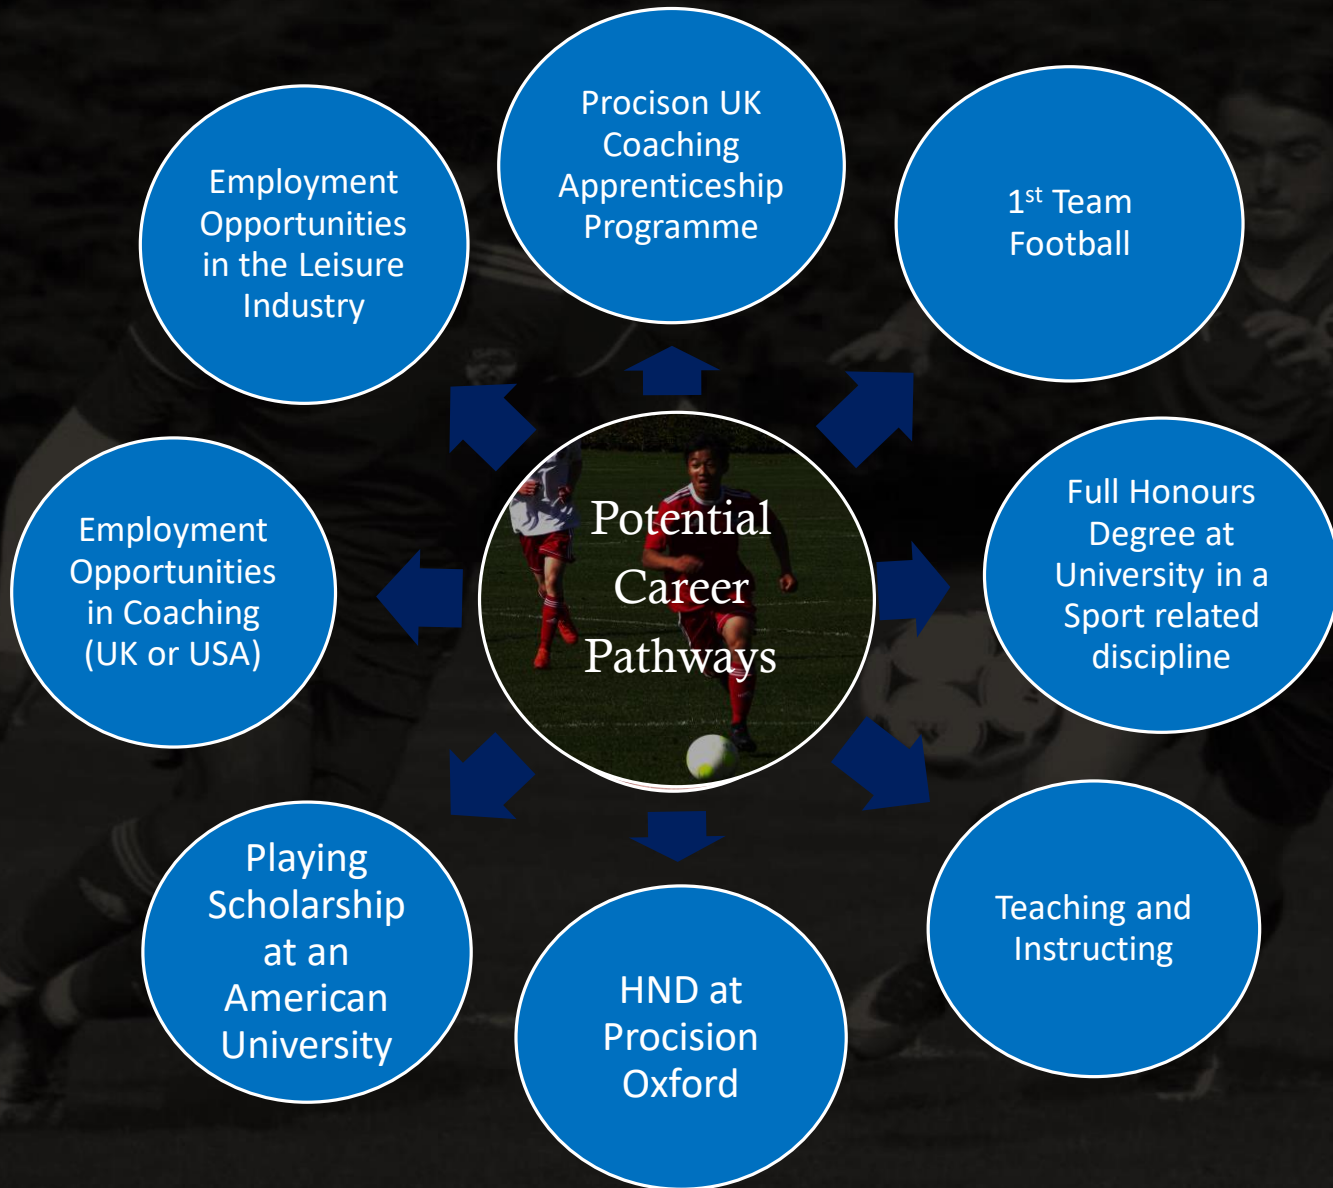 Procison UK
Coaching
Apprenticeship
Programme
1st Team
Football
Full Honours
Degree at
University in a
Sport related
discipline
Teaching and
Instructing
HND at
Procision
Oxford
Playing
Scholarship
at an
American
University
Employment
Opportunities
in Coaching
(UK or USA)
Employment
Opportunities
in the Leisure
Industry
Potential
Career
Pathways